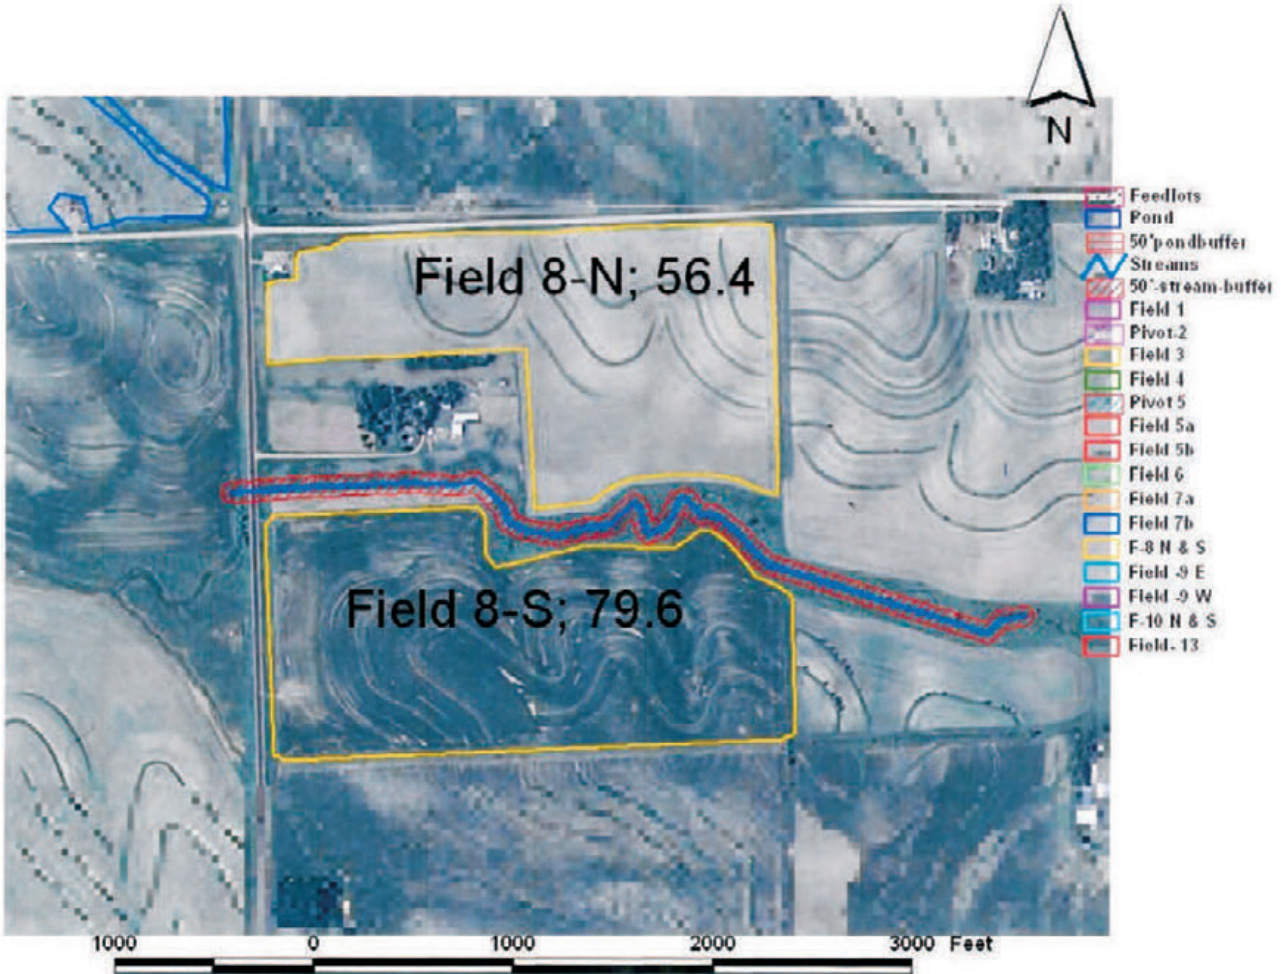 N
Field 8-N; 56.4
Field 8-S; 79.6
Feedlots
Pond
50'pondbuffer
Streams
50'-stream-buffer
Field 1
Pivot-2
Field 3
Field 4
Pivot 5
Field 5a
Field 5b
Field 6
Field 7a
Field 7b
F-8 N & S
Field -9 E
Field -9 W
F-10 N & S
Field- 13
1000 0 1000 2000 3000 Feet